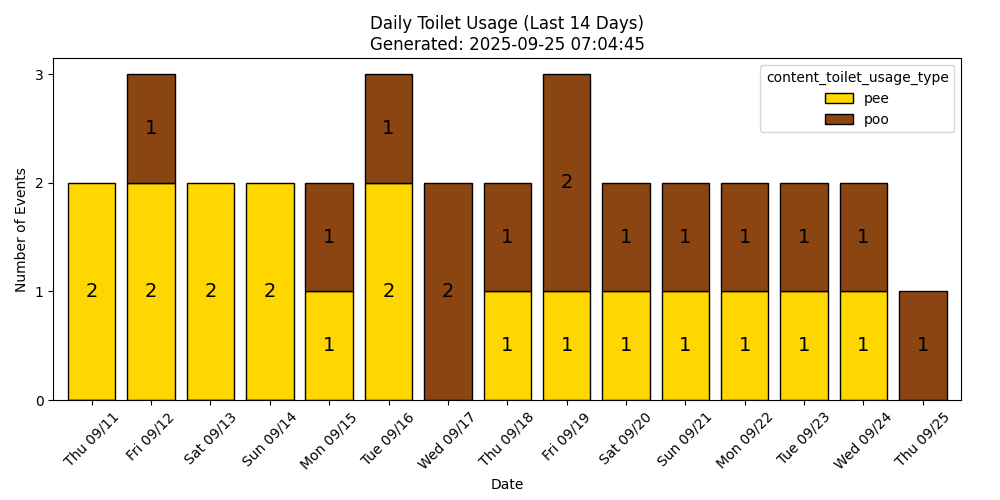 Daily Toilet Usage (Last 14 Days)
Generated: 2025-09-25 07:04:45
content_toilet_usage_type
pee
poo
Number of Events
3
2
1
0
1 1
2
1 1 1 1 1 1 1
2 2 2 2 2 2
1 1 1 1 1 1 1 1 1
Thu 09/11
Fri 09/12
Sat 09/13
Sun 09/14
Mon 09/15
Tue 09/16
Wed 09/17
Thu 09/18
Fri 09/19
Sat 09/20
Sun 09/21
Mon 09/22
Tue 09/23
Wed 09/24
Thu 09/25
Date